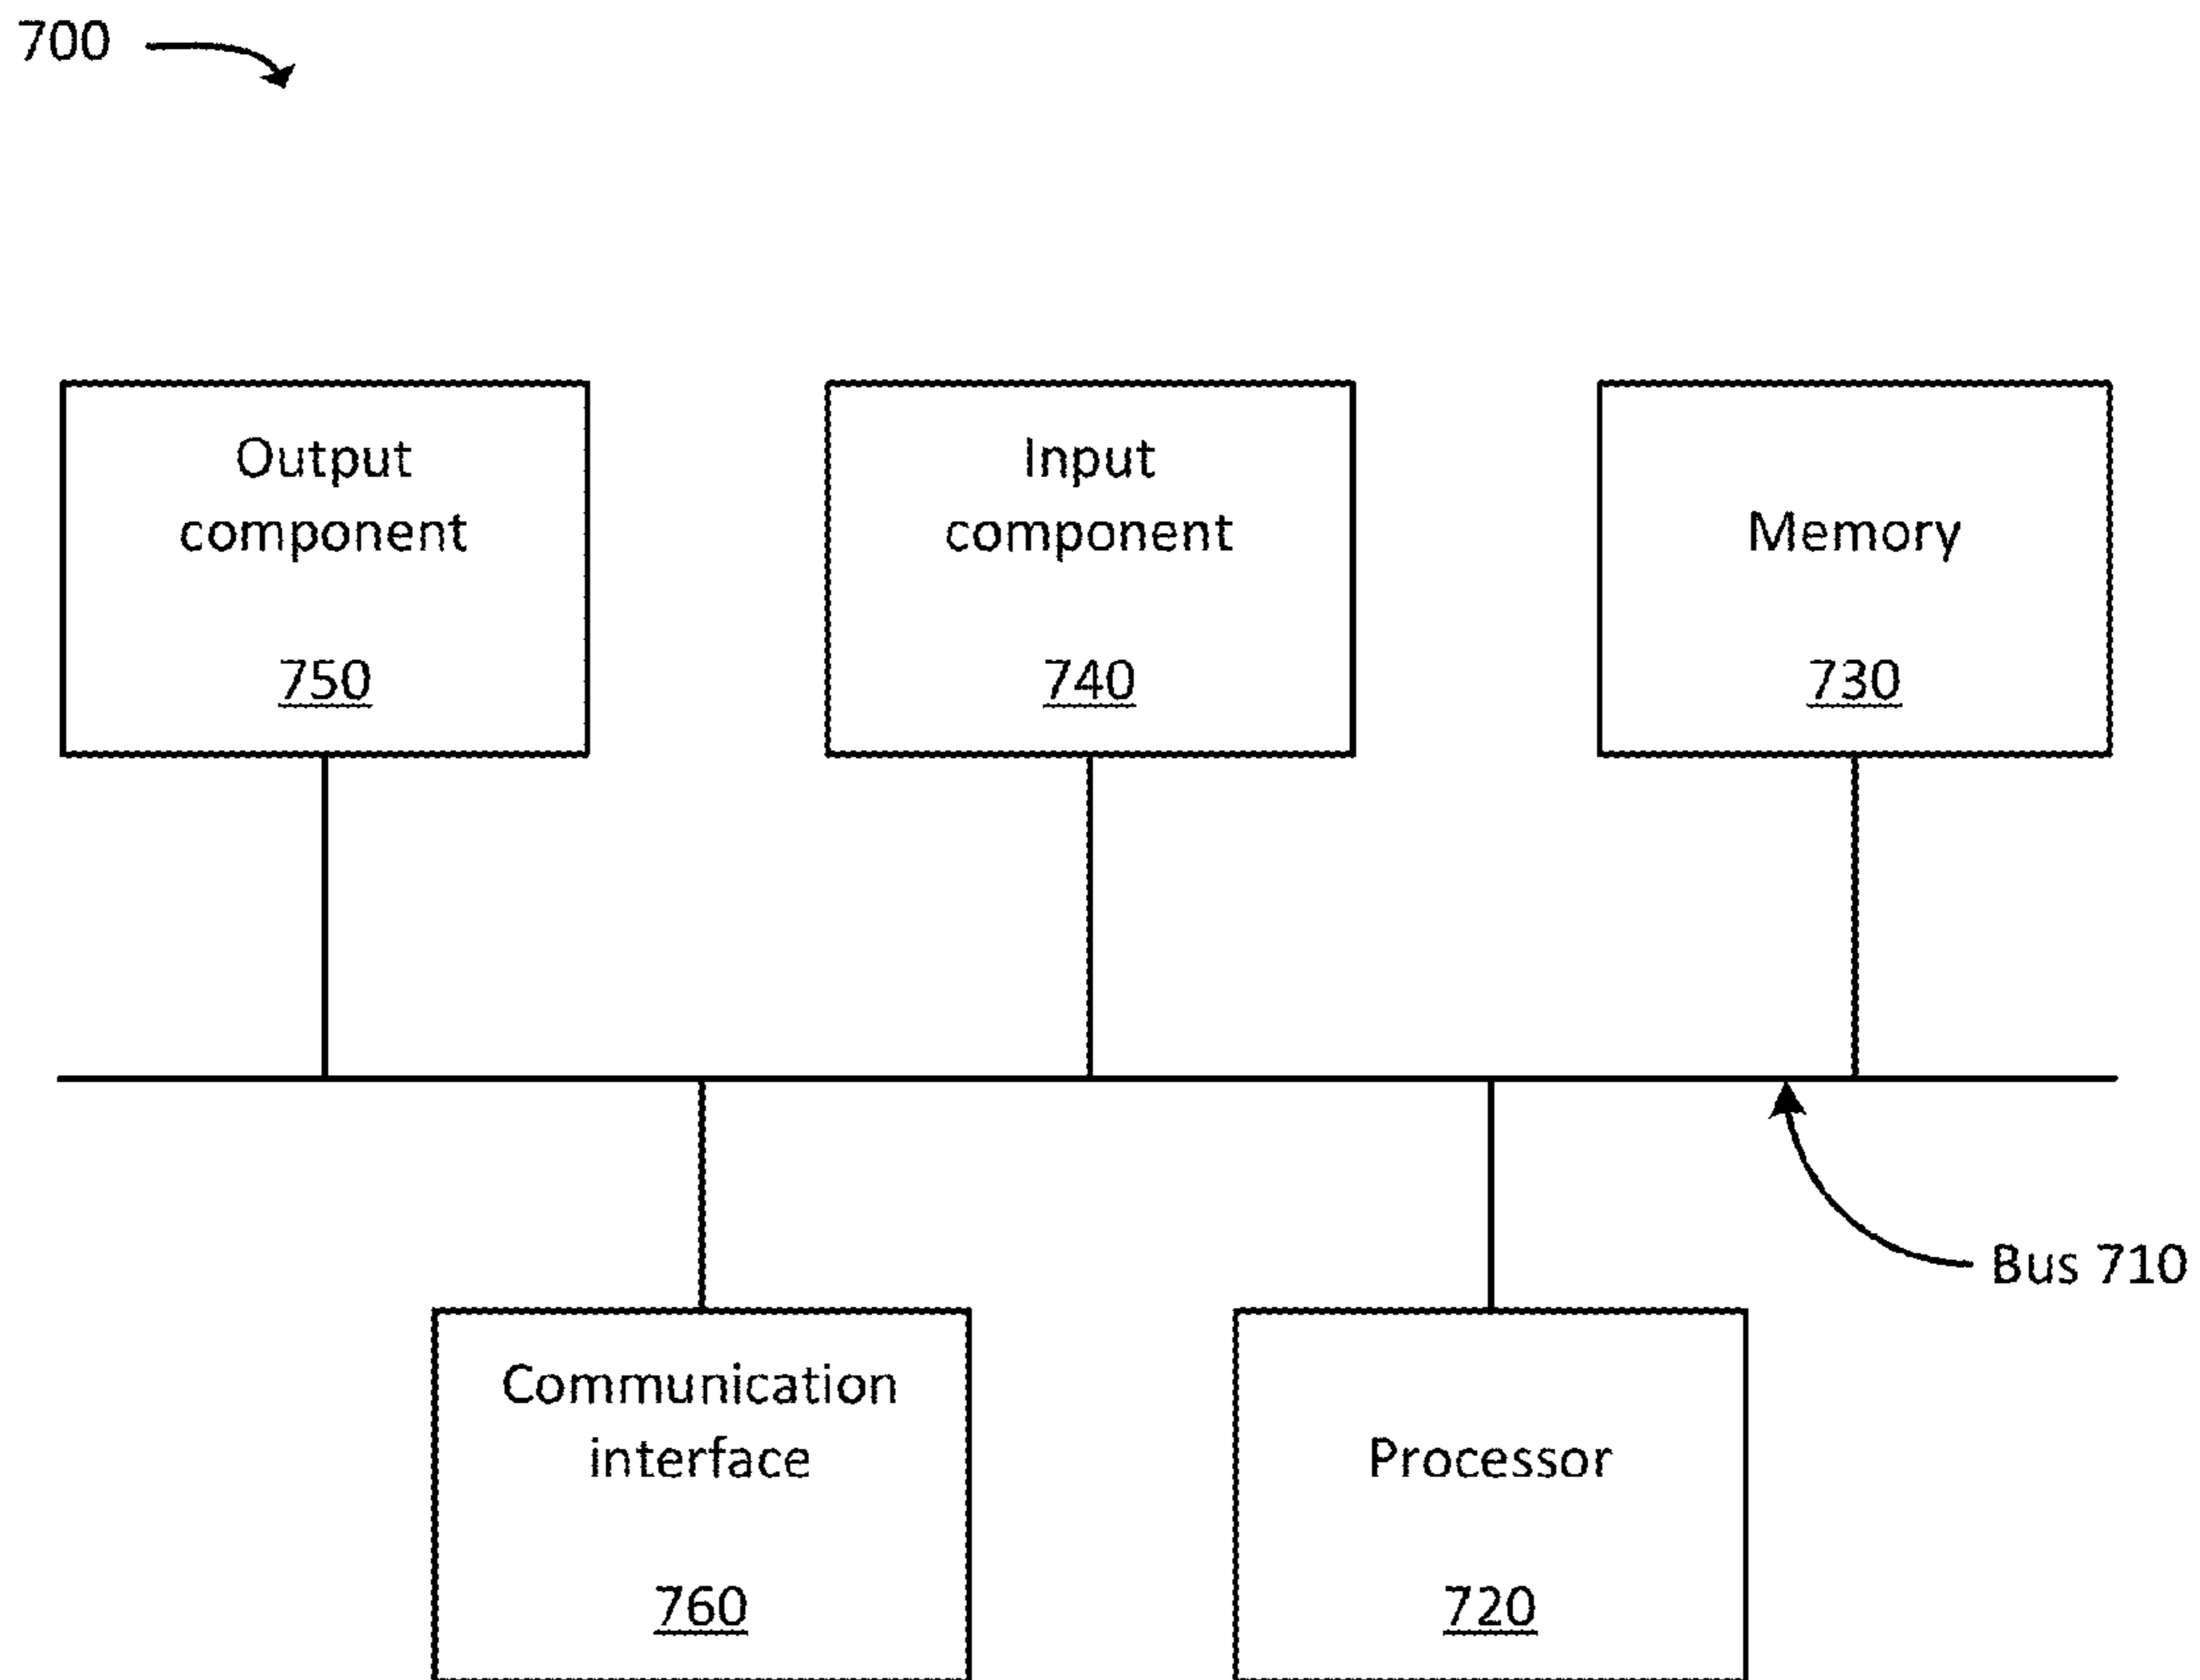 700
Output
component
750
Input
component
740
Memory
730
Bus 710
Communication
interface
760
Processor
720